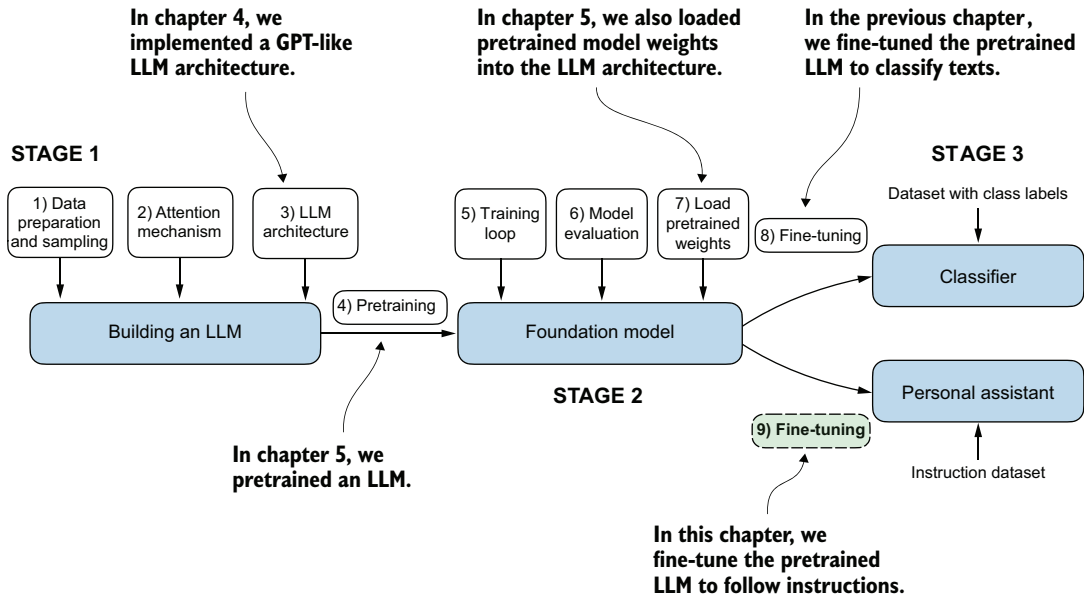 In chapter 4, we
implemented a GPT-like
LLM architecture.
In chapter 5, we also loaded
pretrained model weights
into the LLM architecture.
In the previous chapter,
we fine-tuned the pretrained
LLM to classify texts.
STAGE 1
STAGE 3
1) Data
preparation
and sampling
2) Attention
mechanism
3) LLM
architecture
5) Training
loop
6) Model
evaluation
7) Load
pretrained
weights
8) Fine-tuning
Dataset with class labels
Classifier
4) Pretraining
Building an LLM
Foundation model
STAGE 2
Personal assistant
9) Fine-tuning
Instruction dataset
In chapter 5, we
pretrained an LLM.
In this chapter, we
fine-tune the pretrained
LLM to follow instructions.